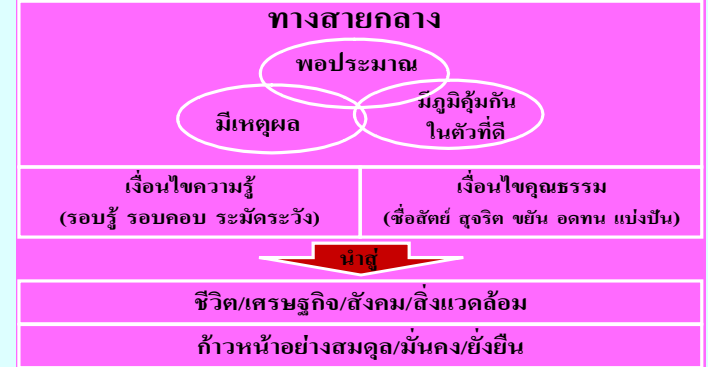 ทางสายกลาง
พอประมาณ
มีเหตุผล
มีภูมิคุ้มกัน
ในตัวที่ดี
เงื่อนไขความรู้
(รอบรู้ รอบคอบ ระมัดระวัง)
เงื่อนไขคุณธรรม
(ซื่อสัตย์ สุจริต ขยัน อดทน แบ่งปัน)
นำสู่
ชีวิต/เศรษฐกิจ/สังคม/สิ่งแวดล้อม
ก้าวหน้าอย่างสมดุล/มั่นคง/ยั่งยืน